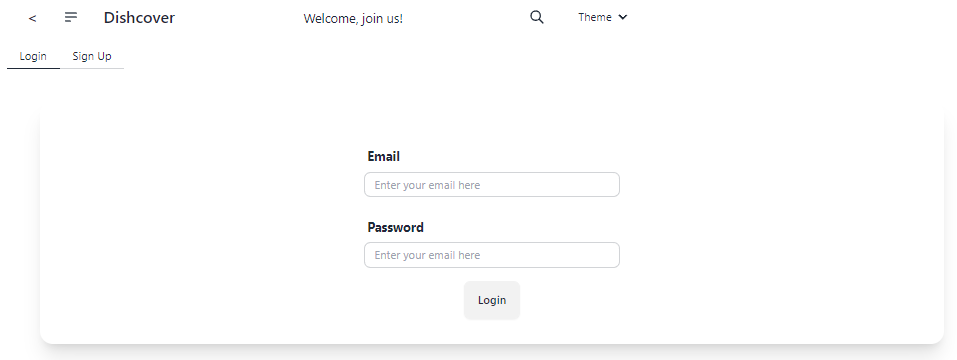 < Dishcover Welcome, join us! Theme
Login Sign Up
Email
Enter your email here
Password
Enter your email here
Login